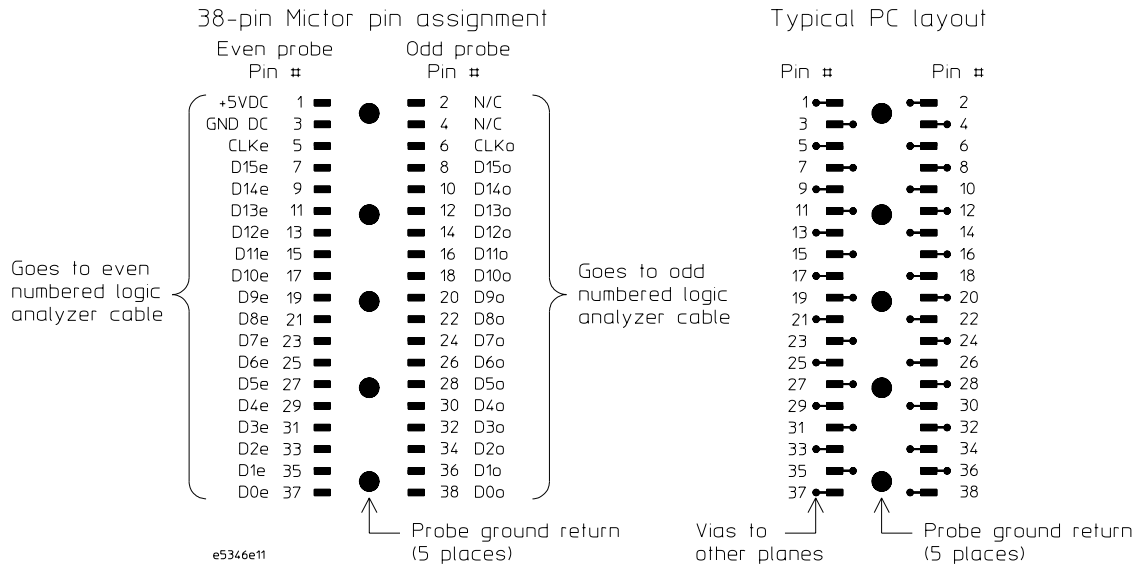 38-pin Mictor pin assignment
Even probe Odd probe
Pin # Pin #
+5VDC 1 2 N/C
GND DC 3 4 N/C
CLKe 5 6 CLKo
D15e 7 8 D15o
D14e 9 10 D14o
D13e 11 12 D13o
D12e 13 14 D12o
D11e 15 16 D11o
D10e 17 18 D10o
D9e 19 20 D9o
D8e 21 22 D8o
D7e 23 24 D7o
D6e 25 26 D6o
D5e 27 28 D5o
D4e 29 30 D4o
D3e 31 32 D3o
D2e 33 34 D2o
D1e 35 36 D1o
D0e 37 38 D0o
Goes to even
numbered logic
analyzer cable
Goes to odd
numbered logic
analyzer cable
Probe ground return
(5 places)
e5346e11
Typical PC layout
Pin # Pin #
1 2
3 4
5 6
7 8
9 10
11 12
13 14
15 16
17 18
19 20
21 22
23 24
25 26
27 28
29 30
31 32
33 34
35 36
37 38
Vias to
other planes
Probe ground return
(5 places)